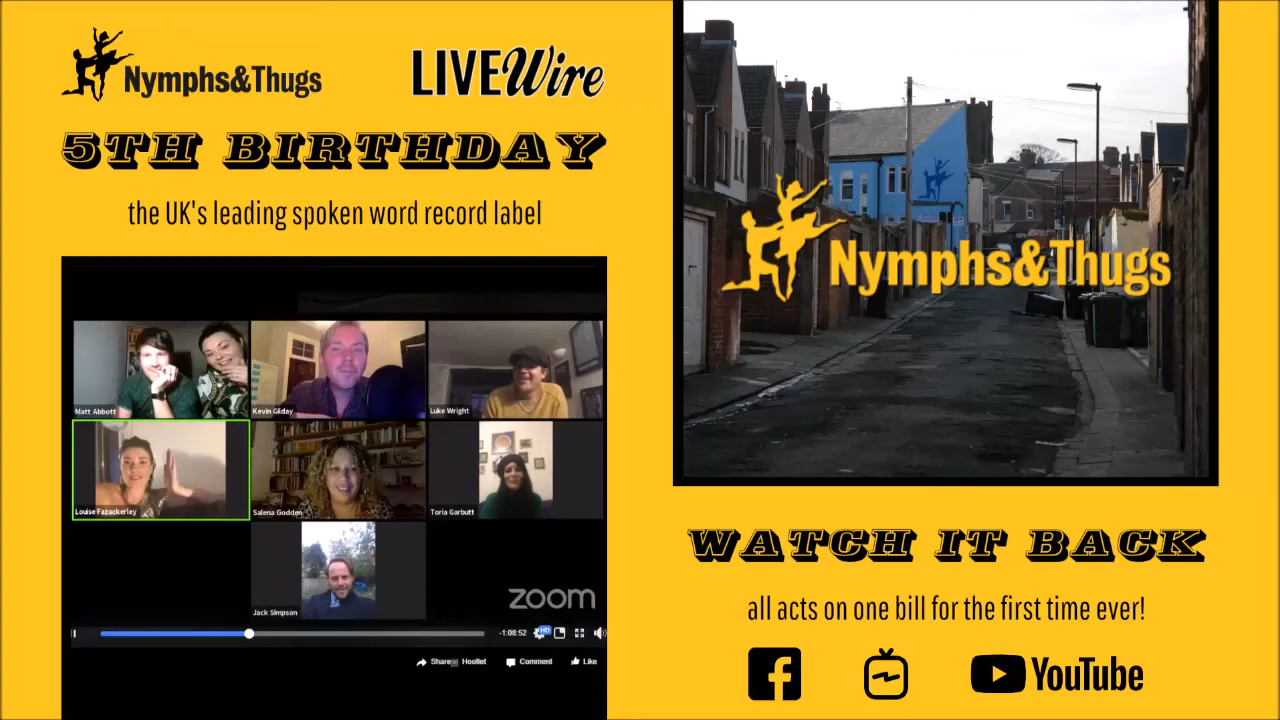 Nymphs&Thugs
LIVEWire
5TH BIRTHDAY
the UK's leading spoken word record label
Matt Abbott
Kevin Gilday
Luke Wright
Louise Fazackerley
Salena Godden
Toria Garbutt
Jack Simpson
zoom
-1:08:52
HD
Share
Hootlet
Comment
Like
Nymphs&Thugs
WATCH IT BACK
all acts on one bill for the first time ever!
YouTube